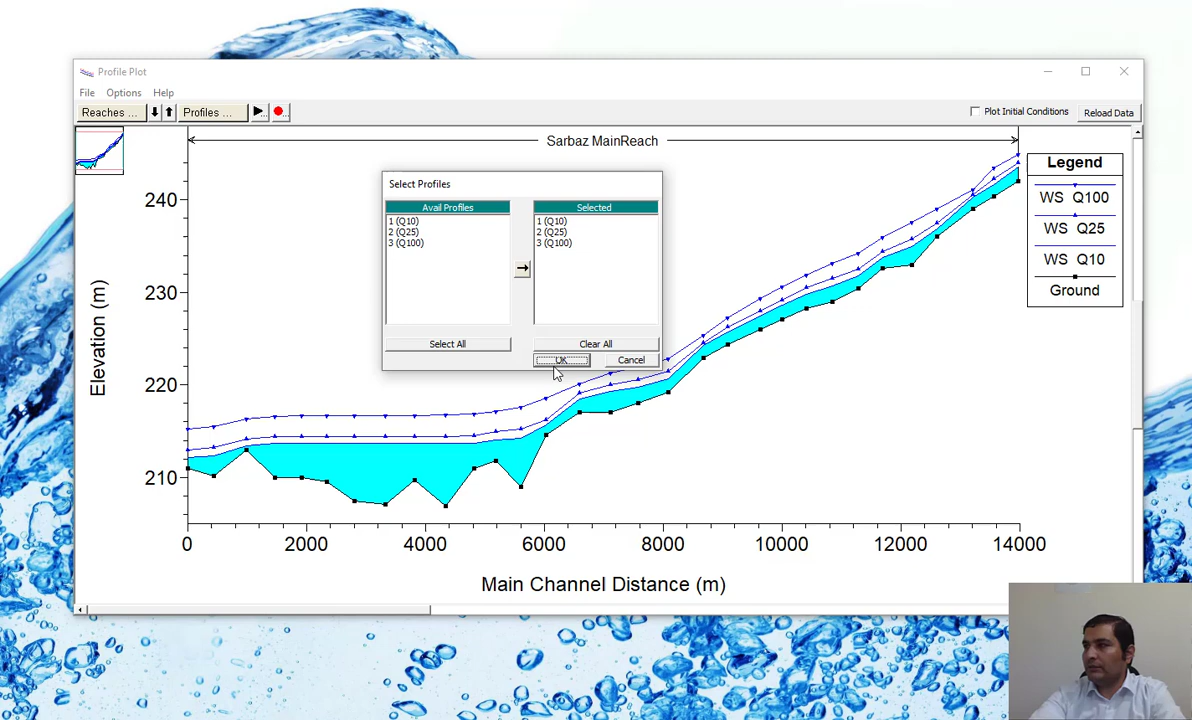 Profile Plot
File Options Help
Reaches ... Profiles ... Plot Initial Conditions Reload Data
Sarbaz MainReach
Select Profiles
Avail Profiles Selected
1 (Q10) 1 (Q10)
2 (Q25) 2 (Q25)
3 (Q100) 3 (Q100)
Select All Clear All
OK Cancel
Legend
WS Q100
WS Q25
WS Q10
Ground
Elevation (m)
240
230
220
210
0 2000 4000 6000 8000 10000 12000 14000
Main Channel Distance (m)